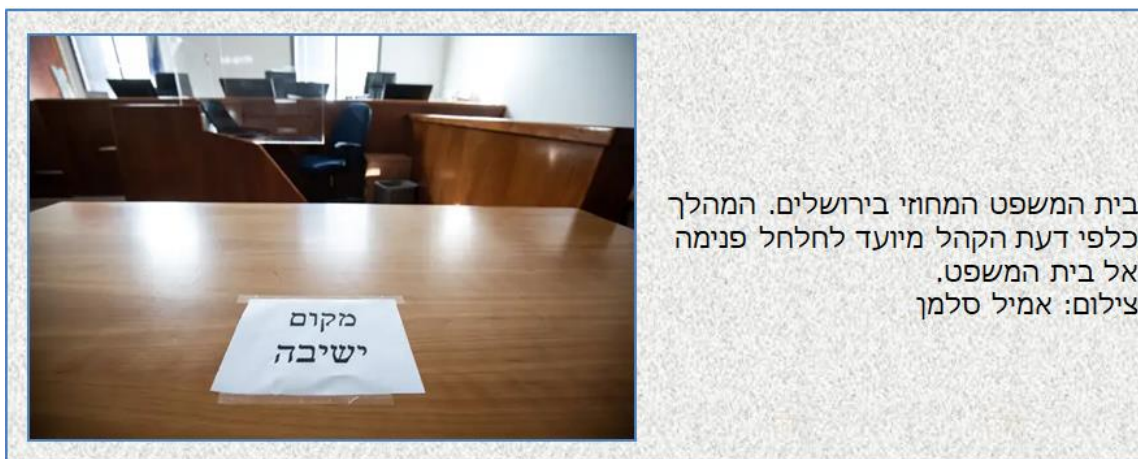 בית המשפט המחוזי בירושלים. המהלך
כלפי דעת הקהל מיועד לחלחל פנימה
אל בית המשפט.
צילום: אמיל סלמן
מקום
ישיבה